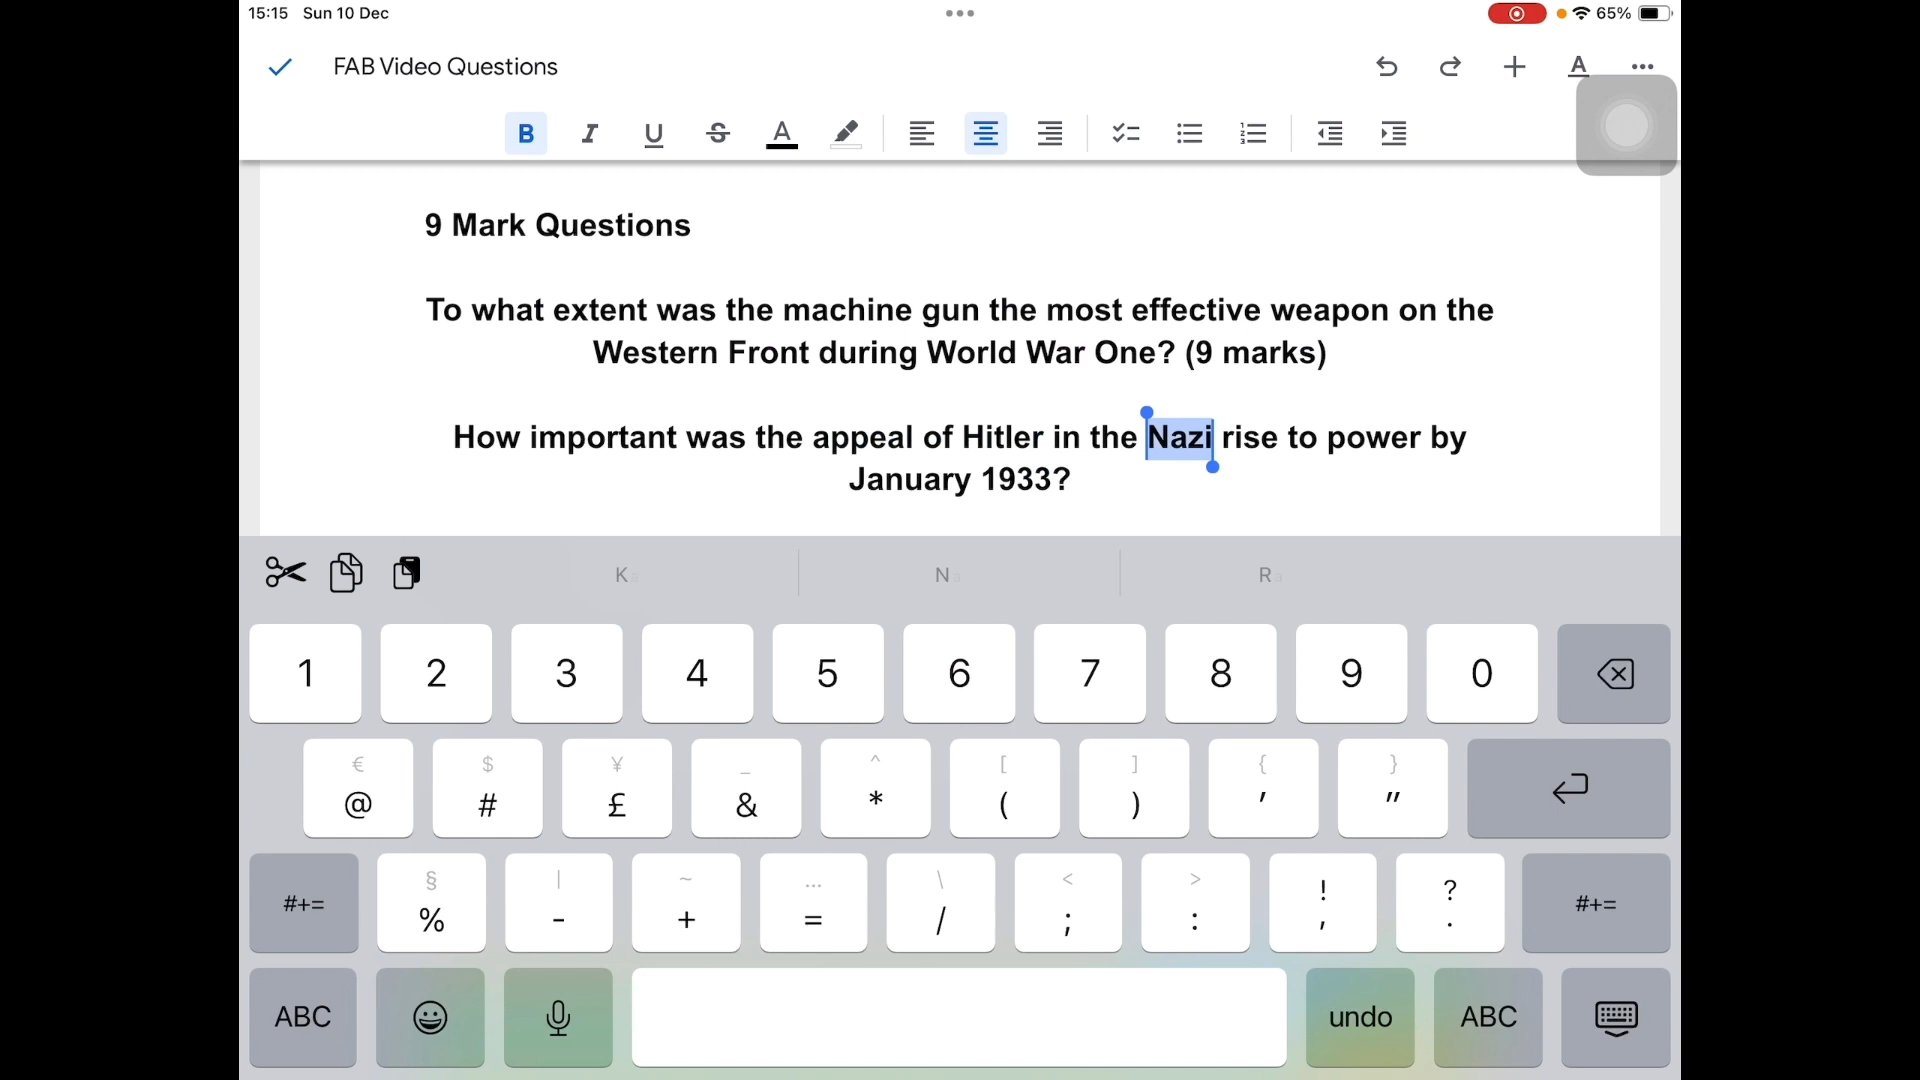 15:15 Sun 10 Dec
65%
FAB Video Questions
B I U S A
9 Mark Questions
To what extent was the machine gun the most effective weapon on the
Western Front during World War One? (9 marks)
How important was the appeal of Hitler in the Nazi rise to power by
January 1933?
K N R
1 2 3 4 5 6 7 8 9 0
€ $ ¥ _ ^ [ ] { }
@ # £ & * ( ) ' "
§ | ~ … \ < > ! ?
#+= % - + = / ; : , . #+=
ABC undo ABC